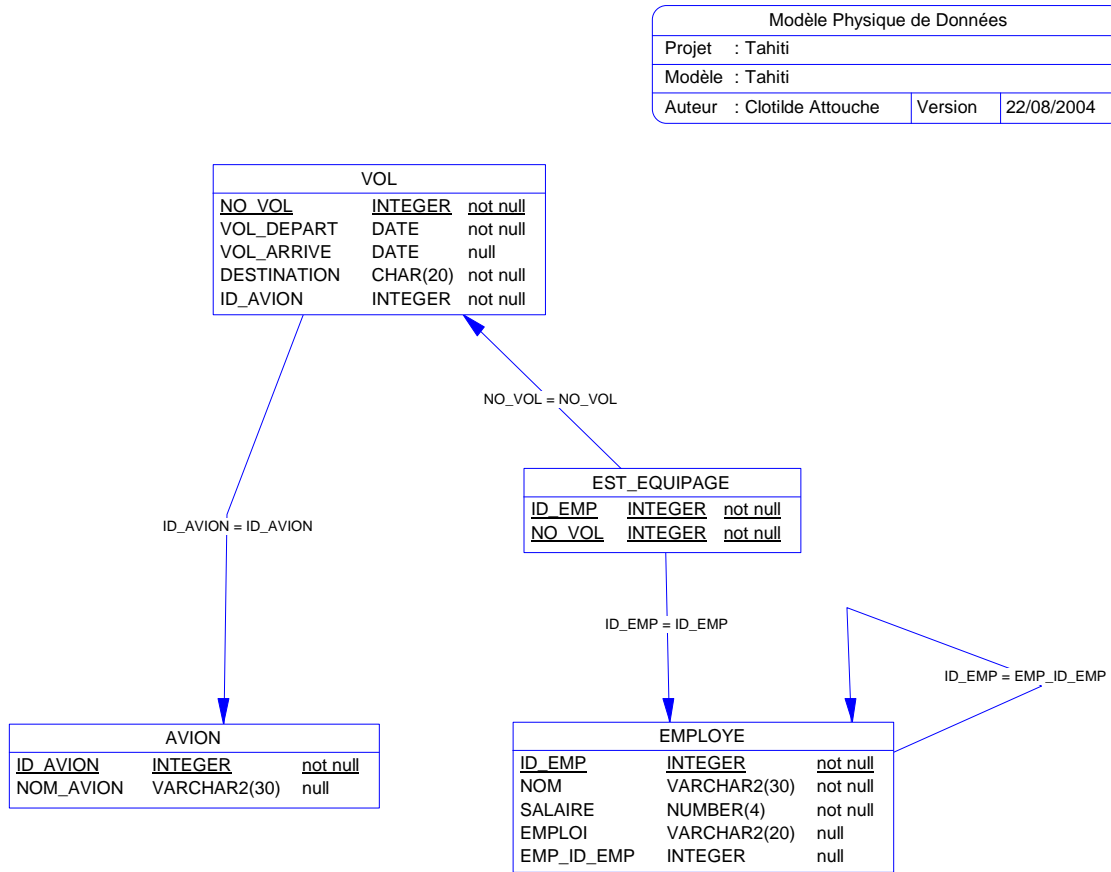 Modèle Physique de Données
Projet : Tahiti
Modèle : Tahiti
Auteur : Clotilde Attouche Version 22/08/2004
VOL
NO_VOL INTEGER not null
VOL_DEPART DATE not null
VOL_ARRIVE DATE null
DESTINATION CHAR(20) not null
ID_AVION INTEGER not null
NO_VOL = NO_VOL
EST_EQUIPAGE
ID_EMP INTEGER not null
NO_VOL INTEGER not null
ID_AVION = ID_AVION
ID_EMP = ID_EMP
ID_EMP = EMP_ID_EMP
AVION
ID_AVION INTEGER not null
NOM_AVION VARCHAR2(30) null
EMPLOYE
ID_EMP INTEGER not null
NOM VARCHAR2(30) not null
SALAIRE NUMBER(4) not null
EMPLOI VARCHAR2(20) null
EMP_ID_EMP INTEGER null